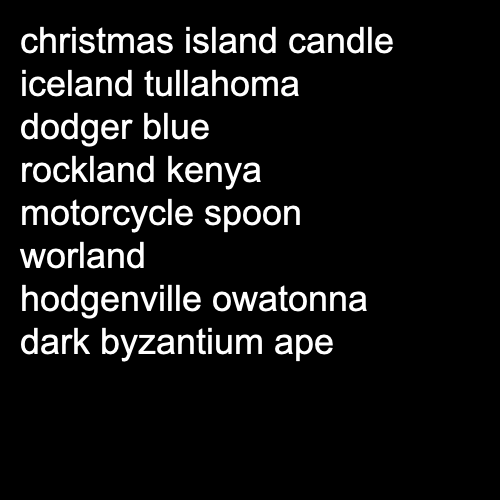 christmas island candle
iceland tullahoma
dodger blue
rockland kenya
motorcycle spoon
worland
hodgenville owatonna
dark byzantium ape